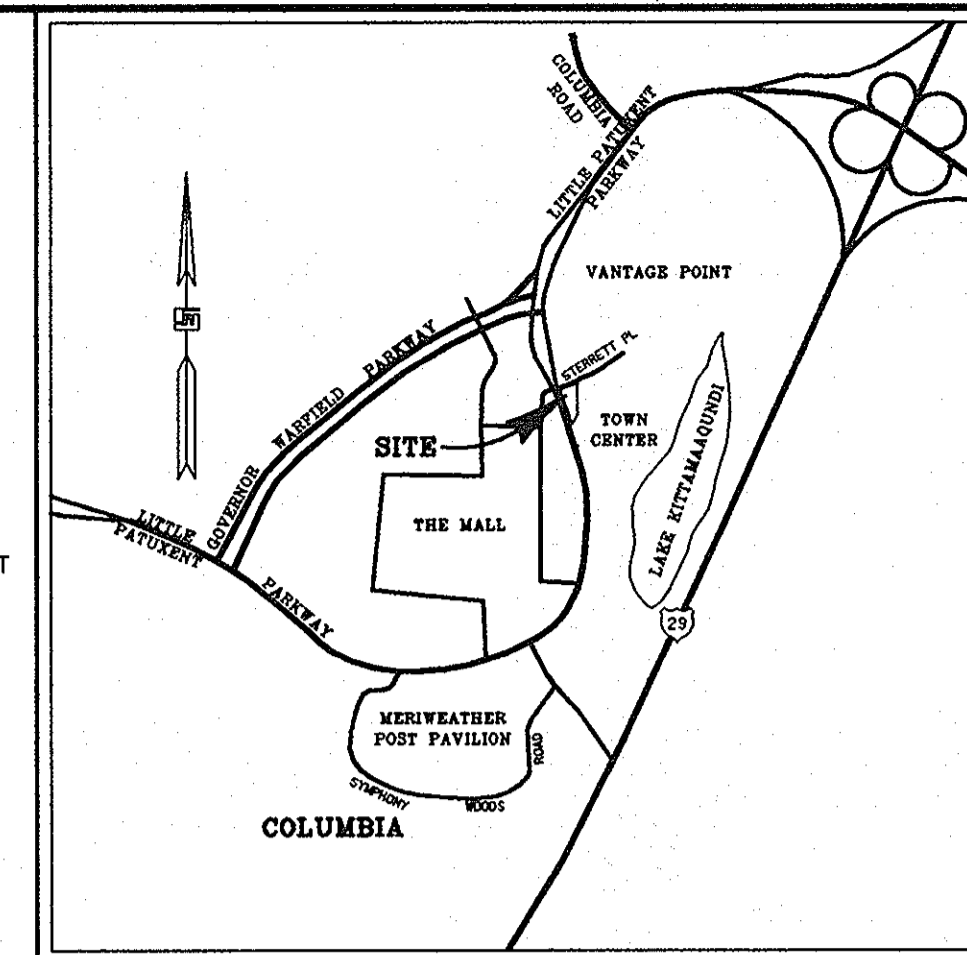 COLUMBIA
ROAD
LITTLE PATUXENT
PARKWAY
VANTAGE POINT
GOVERNOR WARFIELD PARKWAY
STERRETT PL
SITE
TOWN
CENTER
LAKE KITTAMAAQUNDI
THE MALL
LITTLE
PATUXENT
PARKWAY
T
29
MERIWEATHER
POST PAVILION
SYMPHONY
WOODS
ROAD
COLUMBIA